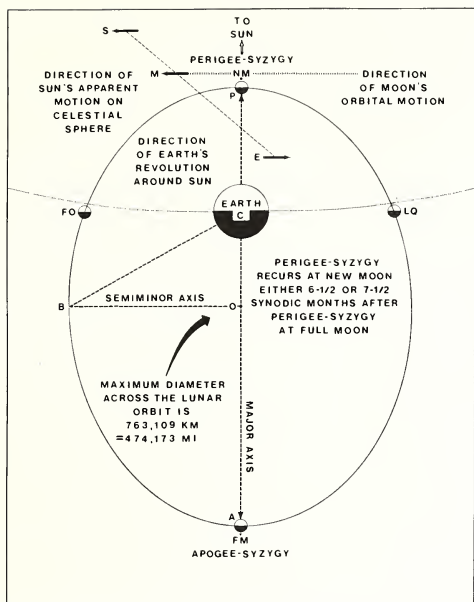 TO
SUN
S
PERIGEE-SYZYGY
M
NM
P
DIRECTION OF
SUN'S APPARENT
MOTION ON
CELESTIAL
SPHERE
DIRECTION
OF MOON'S
ORBITAL MOTION
DIRECTION
OF EARTH'S
REVOLUTION
AROUND SUN
E
EARTH
C
FO
LQ
PERIGEE-SYZYGY
RECURS AT NEW MOON
EITHER 6-1/2 OR 7-1/2
SYNODIC MONTHS AFTER
PERIGEE-SYZYGY
AT FULL MOON
SEMIMINOR AXIS
B
O
MAXIMUM DIAMETER
ACROSS THE LUNAR
ORBIT IS
763,109 KM
=474,173 MI
MAJOR AXIS
A
FM
APOGEE-SYZYGY